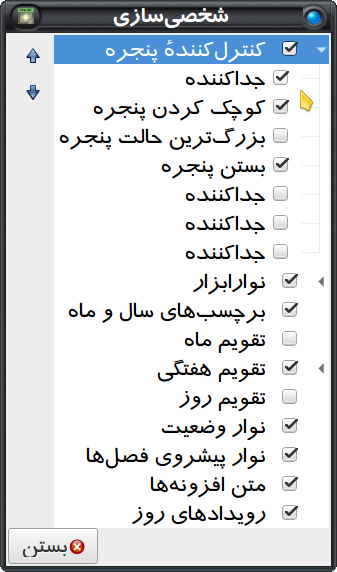 شخصی‌سازی
کنترل‌کنندهٔ پنجره
جداکننده
کوچک کردن پنجره
بزرگ‌ترین حالت پنجره
بستن پنجره
جداکننده
جداکننده
جداکننده
نوارابزار
برچسب‌های سال و ماه
تقویم ماه
تقویم هفتگی
تقویم روز
نوار وضعیت
نوار پیشروی فصل‌ها
متن افزونه‌ها
رویدادهای روز
بستن